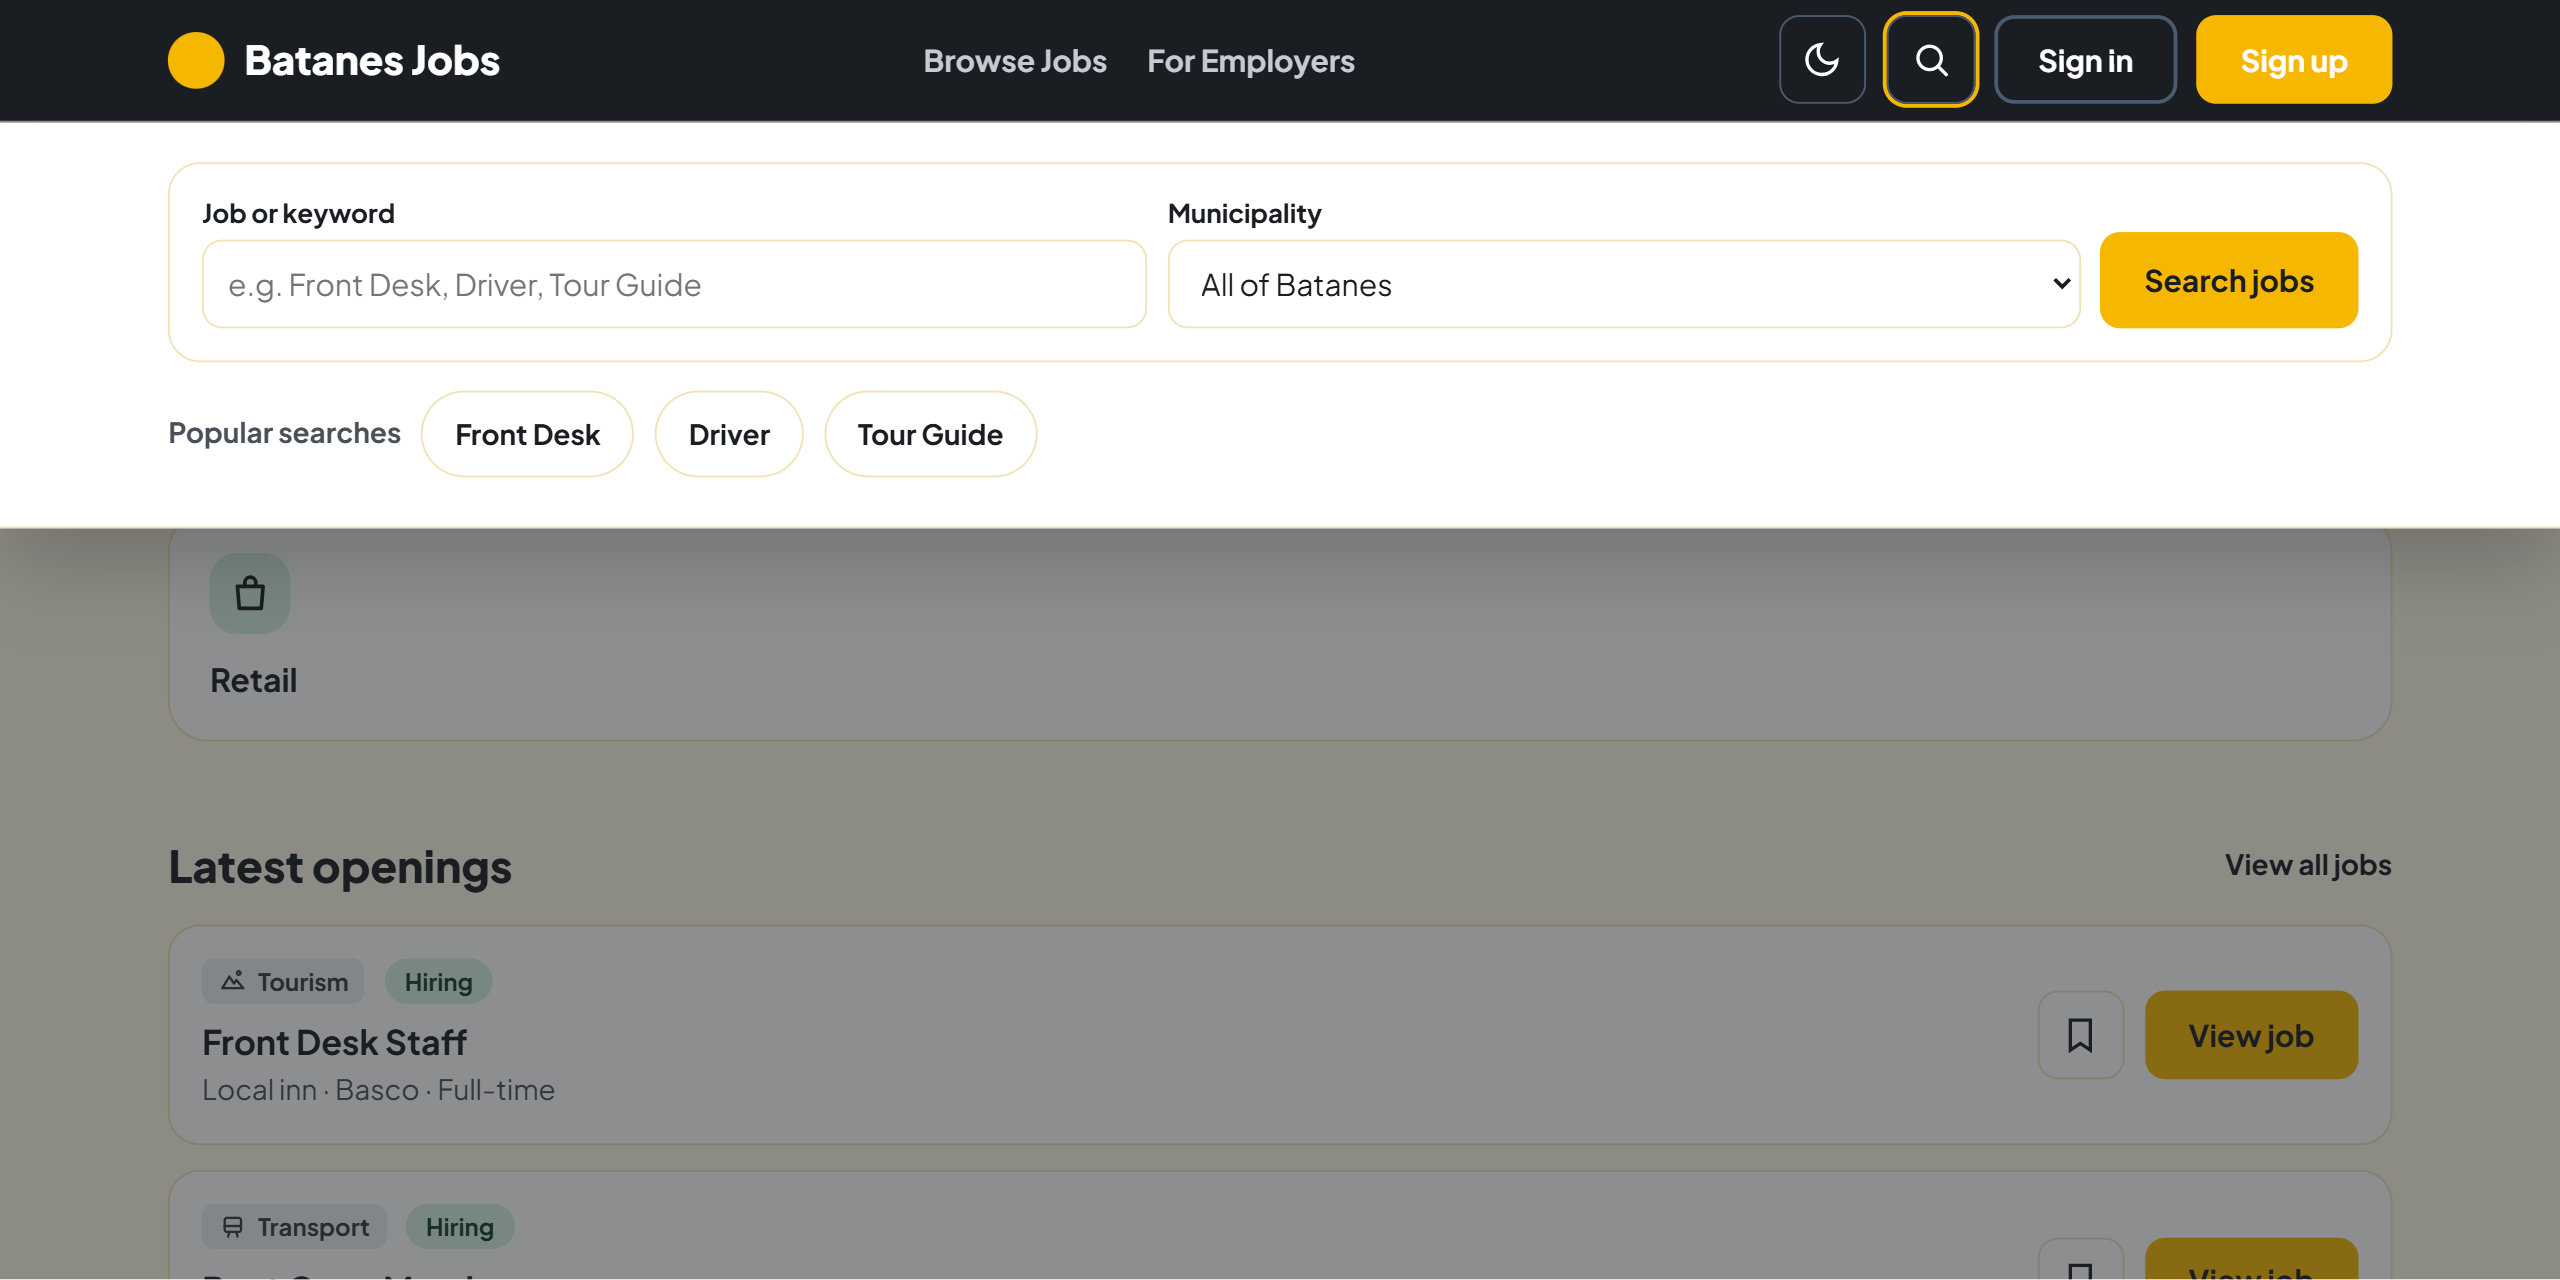 Batanes Jobs
Browse Jobs
For Employers
Sign in
Sign up
Job or keyword
Municipality
e.g. Front Desk, Driver, Tour Guide
All of Batanes
Search jobs
Popular searches
Front Desk
Driver
Tour Guide
Retail
Latest openings
View all jobs
Tourism
Hiring
Front Desk Staff
Local inn · Basco · Full-time
View job
Transport
Hiring
View job